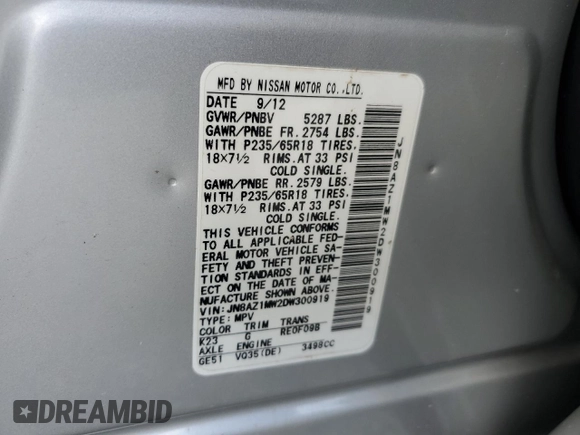 MFD BY NISSAN MOTOR CO.,LTD.
DATE 9/12
GVWR/PNBV 5287 LBS.
GAWR/PNBE FR. 2754 LBS.
WITH P235/65R18 TIRES.
18×7½ RIMS. AT 33 PSI
COLD SINGLE.
GAWR/PNBE RR. 2579 LBS.
WITH P235/65R18 TIRES.
18×7½ RIMS. AT 33 PSI
COLD SINGLE.
THIS VEHICLE CONFORMS
TO ALL APPLICABLE FED-
ERAL MOTOR VEHICLE SA-
FETY AND THEFT PREVEN-
TION STANDARDS IN EFF-
ECT ON THE DATE OF MA-
NUFACTURE SHOWN ABOVE.
VIN: JN8AZ1MW2DW300919
TYPE: MPV
COLOR TRIM TRANS
K23 G RE0F09B
AXLE ENGINE
GE51 VQ35(DE) 3498CC
JN8AZ1MW2DW300919
DREAMBID